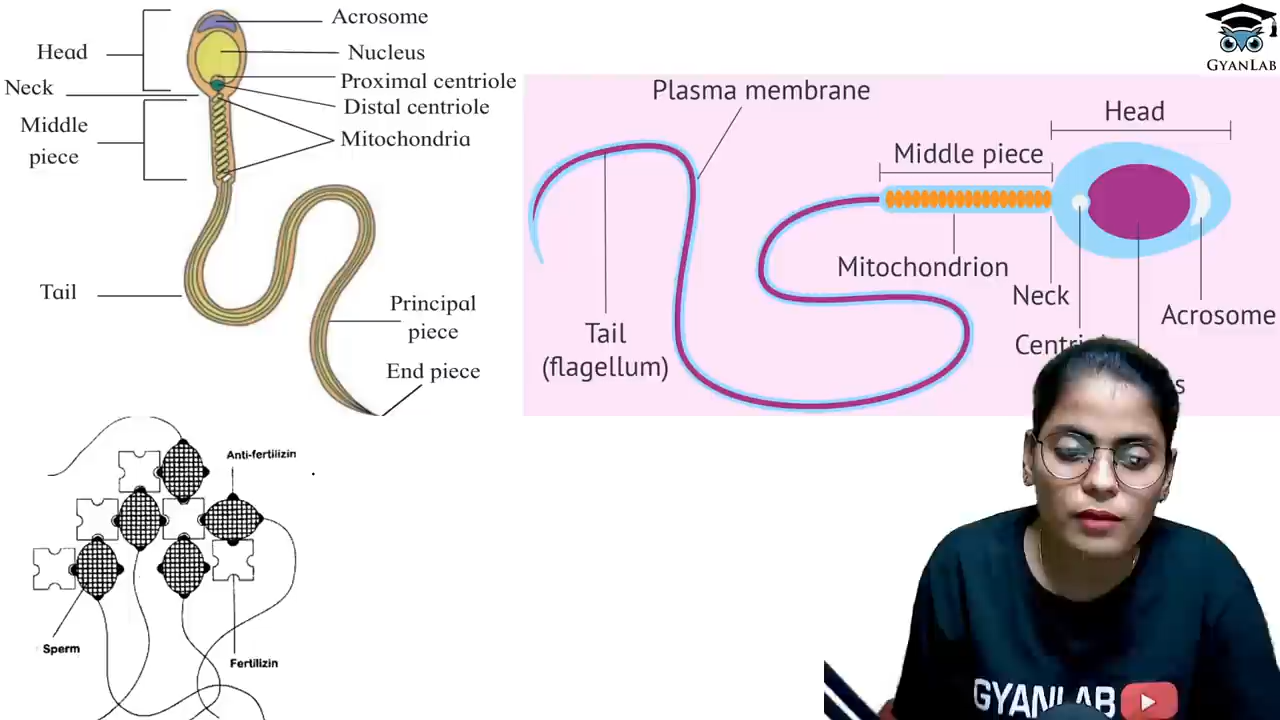 Acrosome
Head
Nucleus
Neck
Proximal centriole
Distal centriole
Middle
piece
Mitochondria
Tail
Principal
piece
End piece
GYANLAB
Plasma membrane
Head
Middle piece
Mitochondrion
Neck
Acrosome
Tail
(flagellum)
Anti-fertilizin
Sperm
Fertilizin
GYANLAB